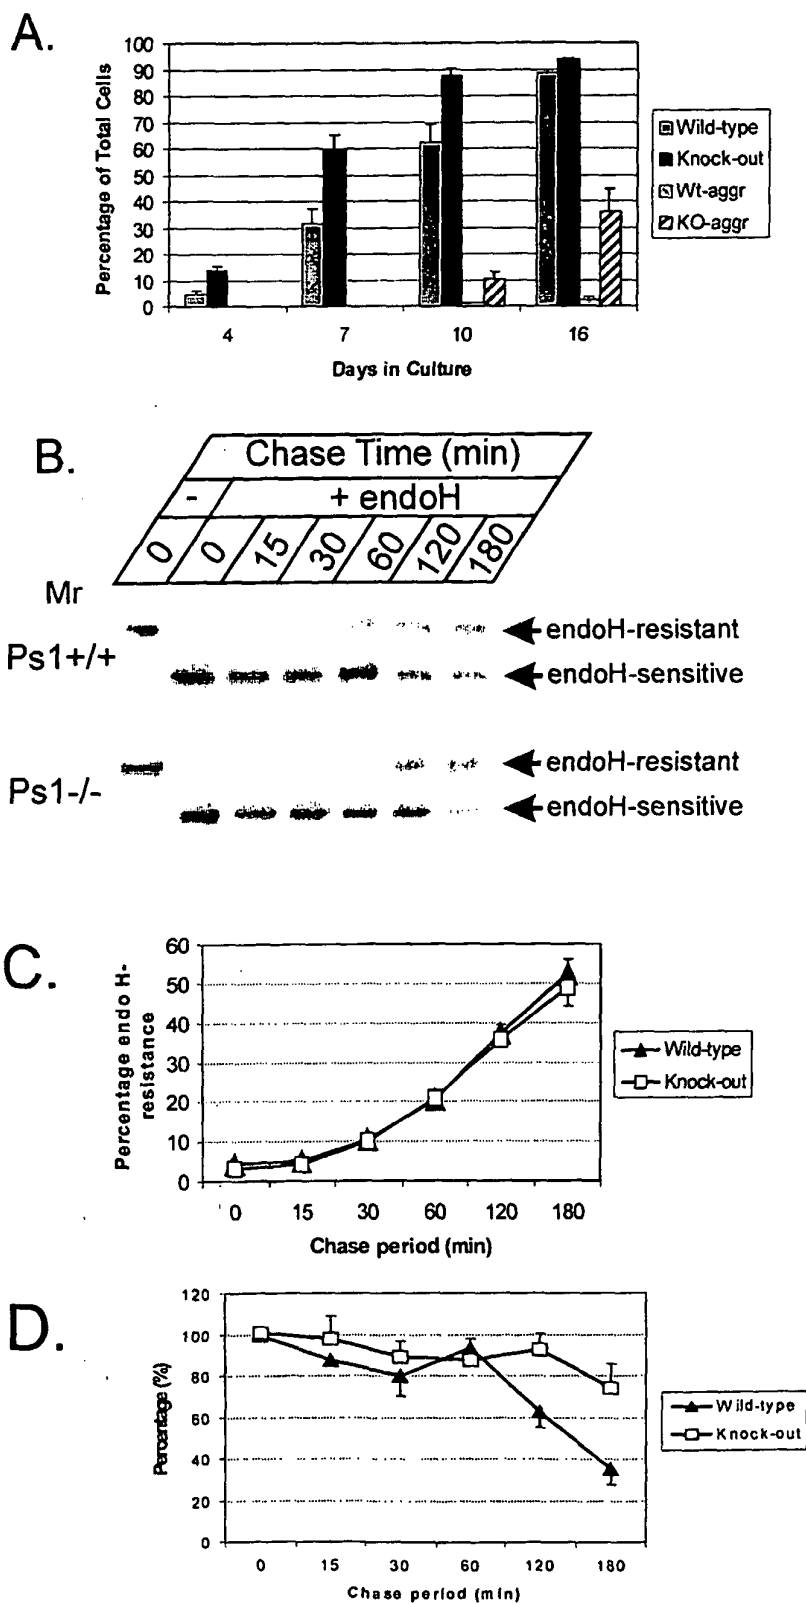 A.
Percentage of Total Cells
100
90
80
70
60
50
40
30
20
10
0
4 7 10 16
Days in Culture
Wild-type
Knock-out
Wt-aggr
KO-aggr
B.
Chase Time (min)
- + endoH
0 0 15 30 60 120 180
Mr
Ps1+/+
endoH-resistant
endoH-sensitive
Ps1-/-
endoH-resistant
endoH-sensitive
C.
Percentage endo H-
resistance
60
50
40
30
20
10
0
0 15 30 60 120 180
Chase period (min)
Wild-type
Knock-out
D.
Percentage (%)
120
100
80
60
40
20
0
0 15 30 60 120 180
Chase period (min)
Wild-type
Knock-out